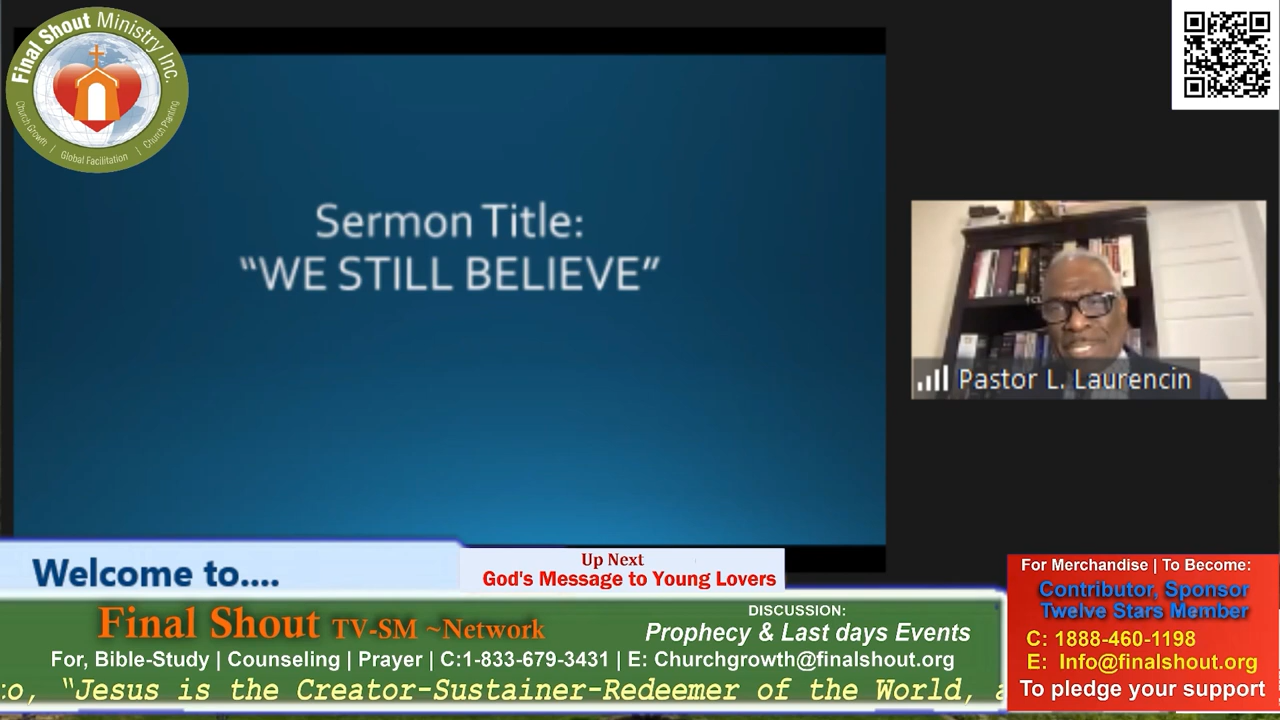 Final Shout Ministry Inc.
Church Growth | Global Facilitation | Church Planting
Sermon Title:
“WE STILL BELIEVE”
Pastor L. Laurencin
Welcome to....
Up Next
God's Message to Young Lovers
Final Shout TV-SM ~Network
DISCUSSION:
Prophecy & Last days Events
For, Bible-Study | Counseling | Prayer | C:1-833-679-3431 | E: Churchgrowth@finalshout.org
to, “Jesus is the Creator-Sustainer-Redeemer of the World, a
For Merchandise | To Become:
Contributor, Sponsor
Twelve Stars Member
C: 1888-460-1198
E: Info@finalshout.org
To pledge your support